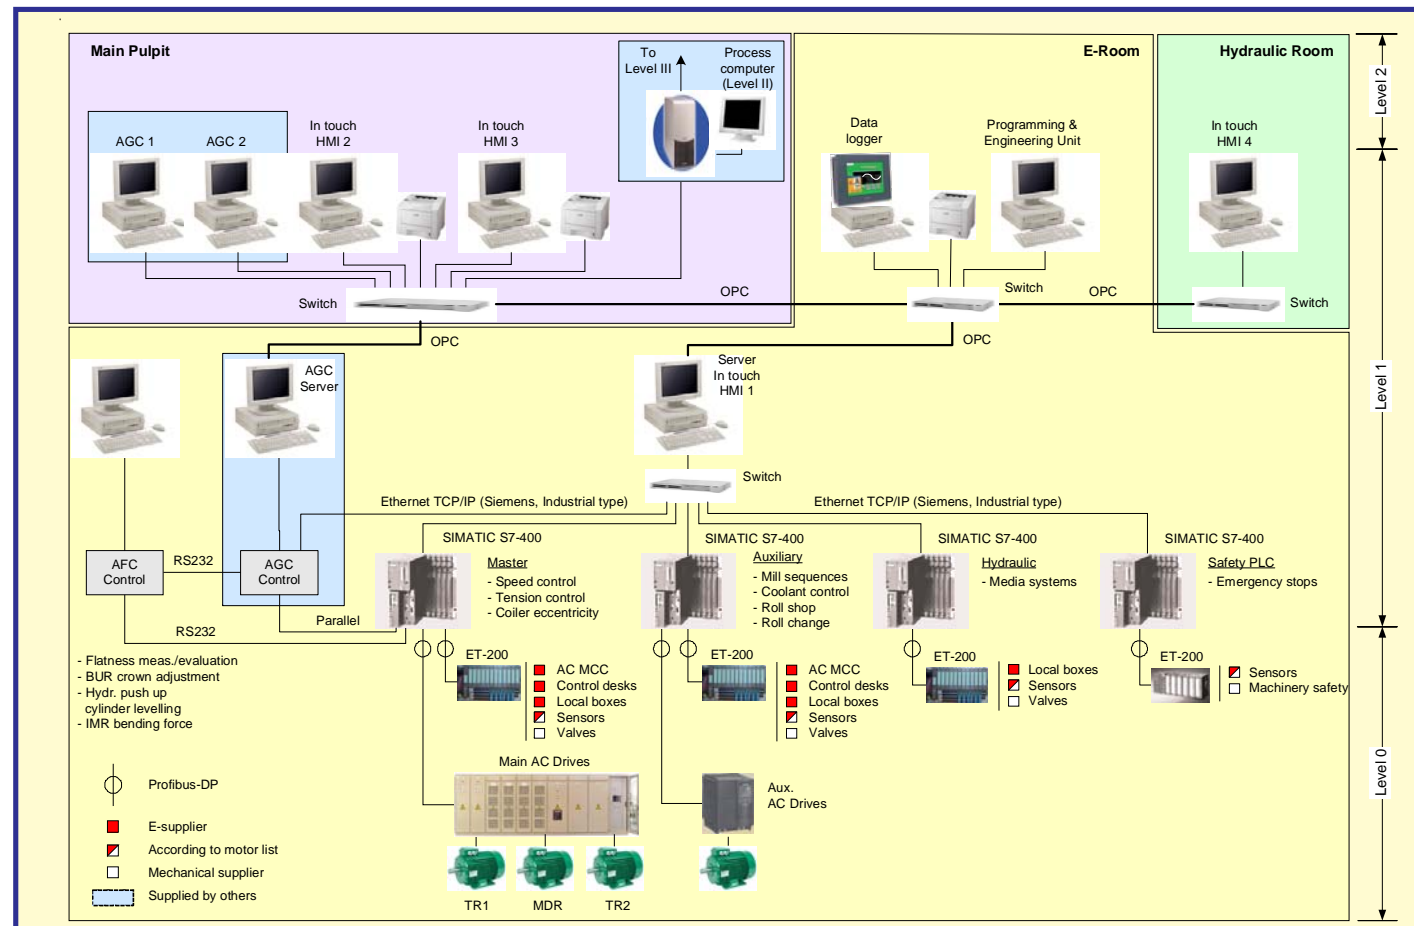 Main Pulpit
To
Level III
Process
computer
(Level II)
E-Room
Hydraulic Room
Level 2
AGC 1
AGC 2
In touch
HMI 2
In touch
HMI 3
Data
logger
Programming &
Engineering Unit
In touch
HMI 4
Switch
OPC
Switch
OPC
Switch
OPC
OPC
Level 1
AGC
Server
Server
In touch
HMI 1
Switch
Ethernet TCP/IP (Siemens, Industrial type)
Ethernet TCP/IP (Siemens, Industrial type)
AFC
Control
RS232
AGC
Control
SIMATIC S7-400
Master
- Speed control
- Tension control
- Coiler eccentricity
SIMATIC S7-400
Auxiliary
- Mill sequences
- Coolant control
- Roll shop
- Roll change
SIMATIC S7-400
Hydraulic
- Media systems
SIMATIC S7-400
Safety PLC
- Emergency stops
Parallel
RS232
- Flatness meas./evaluation
- BUR crown adjustment
- Hydr. push up
cylinder levelling
- IMR bending force
ET-200
AC MCC
Control desks
Local boxes
Sensors
Valves
ET-200
AC MCC
Control desks
Local boxes
Sensors
Valves
ET-200
Local boxes
Sensors
Valves
ET-200
Sensors
Machinery safety
Level 0
Main AC Drives
Aux.
AC Drives
Profibus-DP
E-supplier
According to motor list
Mechanical supplier
Supplied by others
TR1
MDR
TR2